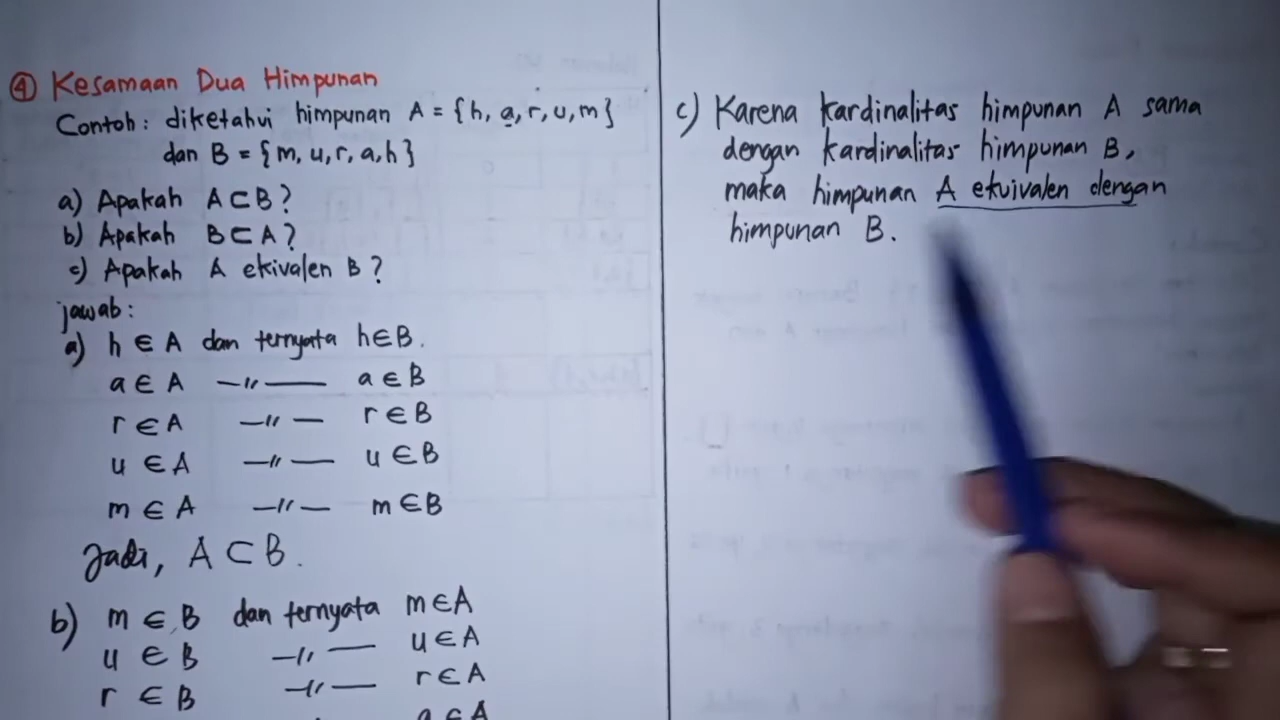 ④ Kesamaan Dua Himpunan
Contoh: diketahui himpunan A = {h, a, r, u, m}
dan B = {m, u, r, a, h}
a) Apakah A ⊂ B?
b) Apakah B ⊂ A?
c) Apakah A ekivalen B?
jawab:
a) h ∈ A dan ternyata h ∈ B.
a ∈ A —〃— a ∈ B
r ∈ A —〃— r ∈ B
u ∈ A —〃— u ∈ B
m ∈ A —〃— m ∈ B
Jadi, A ⊂ B.
b) m ∈ B dan ternyata m ∈ A
u ∈ B —〃— u ∈ A
r ∈ B —〃— r ∈ A
a ∈ A
c) Karena kardinalitas himpunan A sama
dengan kardinalitas himpunan B,
maka himpunan A ekuivalen dengan
himpunan B.